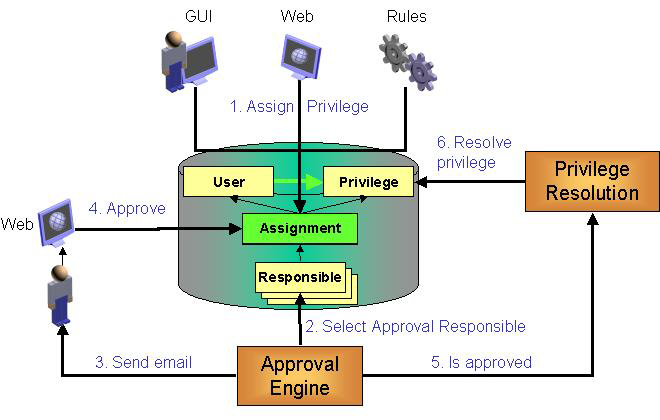 GUI
Web
Rules
1. Assign Privilege
6. Resolve
privilege
Privilege
Resolution
User
Privilege
4. Approve
Web
Assignment
Responsible
2. Select Approval Responsible
3. Send email
Approval
Engine
5. Is approved